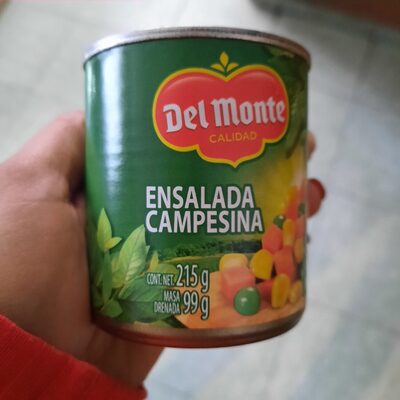 Del Monte
CALIDAD
ENSALADA
CAMPESINA
CONT. NET. 215 g
MASA
DRENADA 99 g